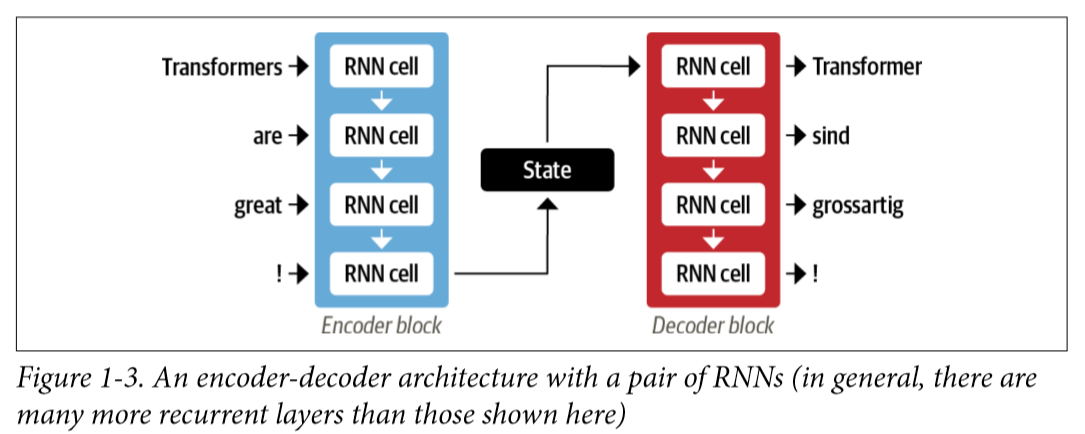 Transformers RNN cell RNN cell Transformer
are RNN cell RNN cell sind
State
great RNN cell RNN cell grossartig
! RNN cell RNN cell !
Encoder block Decoder block
Figure 1-3. An encoder-decoder architecture with a pair of RNNs (in general, there are
many more recurrent layers than those shown here)